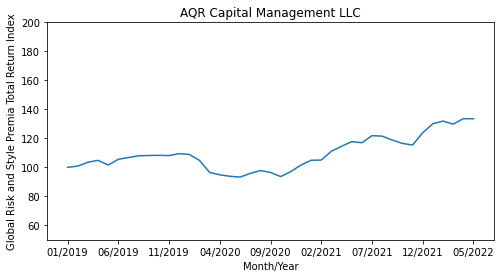 AQR Capital Management LLC
Global Risk and Style Premia Total Return Index
200
180
160
140
120
100
80
60
01/2019 06/2019 11/2019 04/2020 09/2020 02/2021 07/2021 12/2021 05/2022
Month/Year